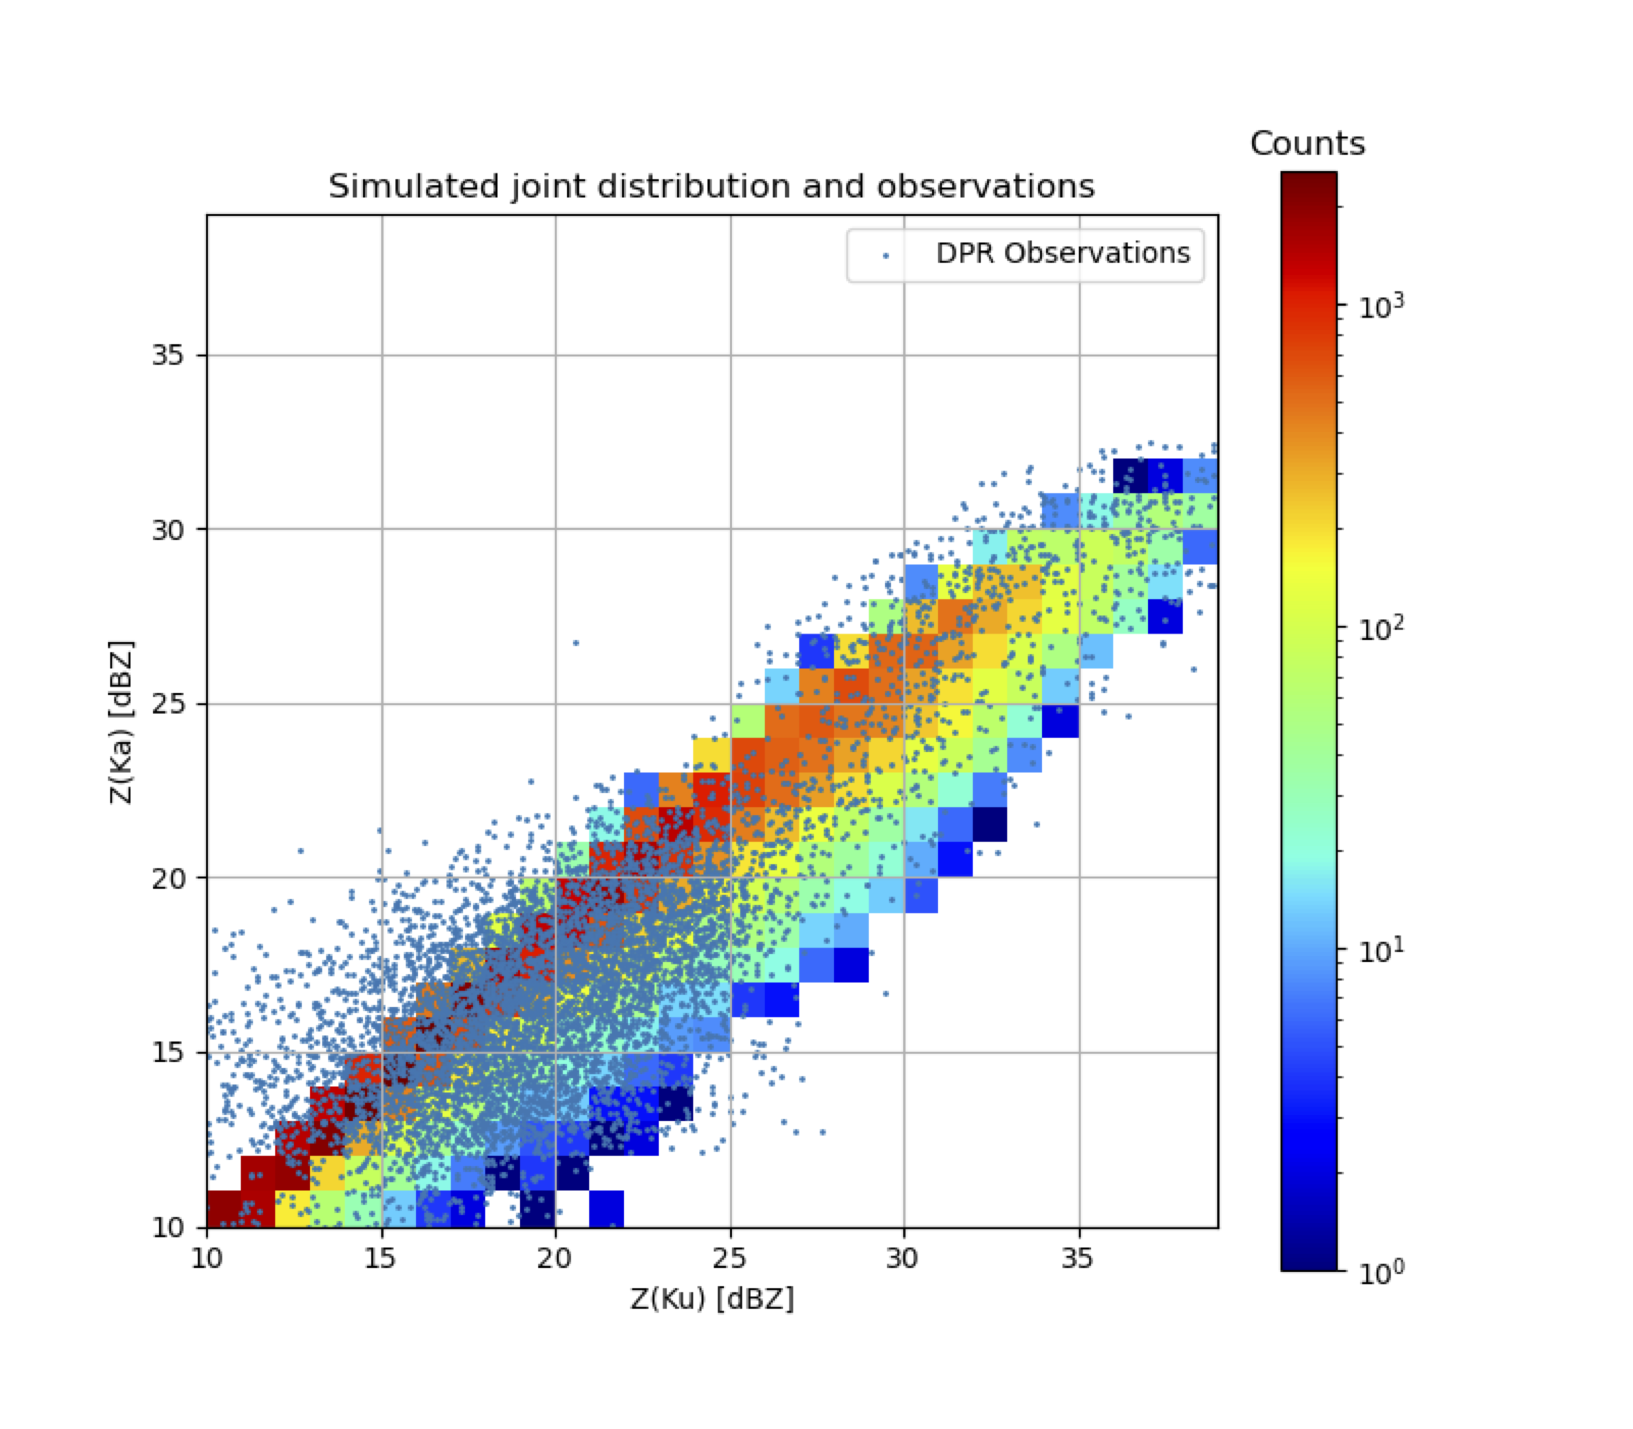 Counts
Simulated joint distribution and observations
DPR Observations
35
30
25
20
15
10
Z(Ka) [dBZ]
10 15 20 25 30 35
Z(Ku) [dBZ]
10³
10²
10¹
10⁰